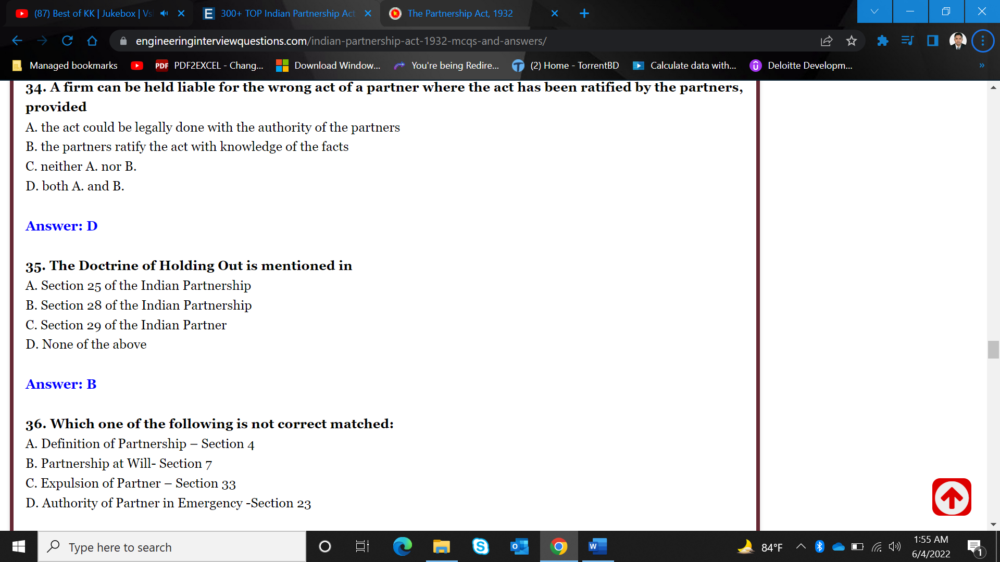 (87) Best of KK | Jukebox | Vs
300+ TOP Indian Partnership Act
The Partnership Act, 1932
engineeringinterviewquestions.com/indian-partnership-act-1932-mcqs-and-answers/
Managed bookmarks
PDF PDF2EXCEL - Chang...
Download Window...
You're being Redire...
(2) Home - TorrentBD
Calculate data with...
Deloitte Developm...
34. A firm can be held liable for the wrong act of a partner where the act has been ratified by the partners,
provided
A. the act could be legally done with the authority of the partners
B. the partners ratify the act with knowledge of the facts
C. neither A. nor B.
D. both A. and B.
Answer: D
35. The Doctrine of Holding Out is mentioned in
A. Section 25 of the Indian Partnership
B. Section 28 of the Indian Partnership
C. Section 29 of the Indian Partner
D. None of the above
Answer: B
36. Which one of the following is not correct matched:
A. Definition of Partnership – Section 4
B. Partnership at Will- Section 7
C. Expulsion of Partner – Section 33
D. Authority of Partner in Emergency -Section 23
Type here to search
84°F
1:55 AM
6/4/2022
1